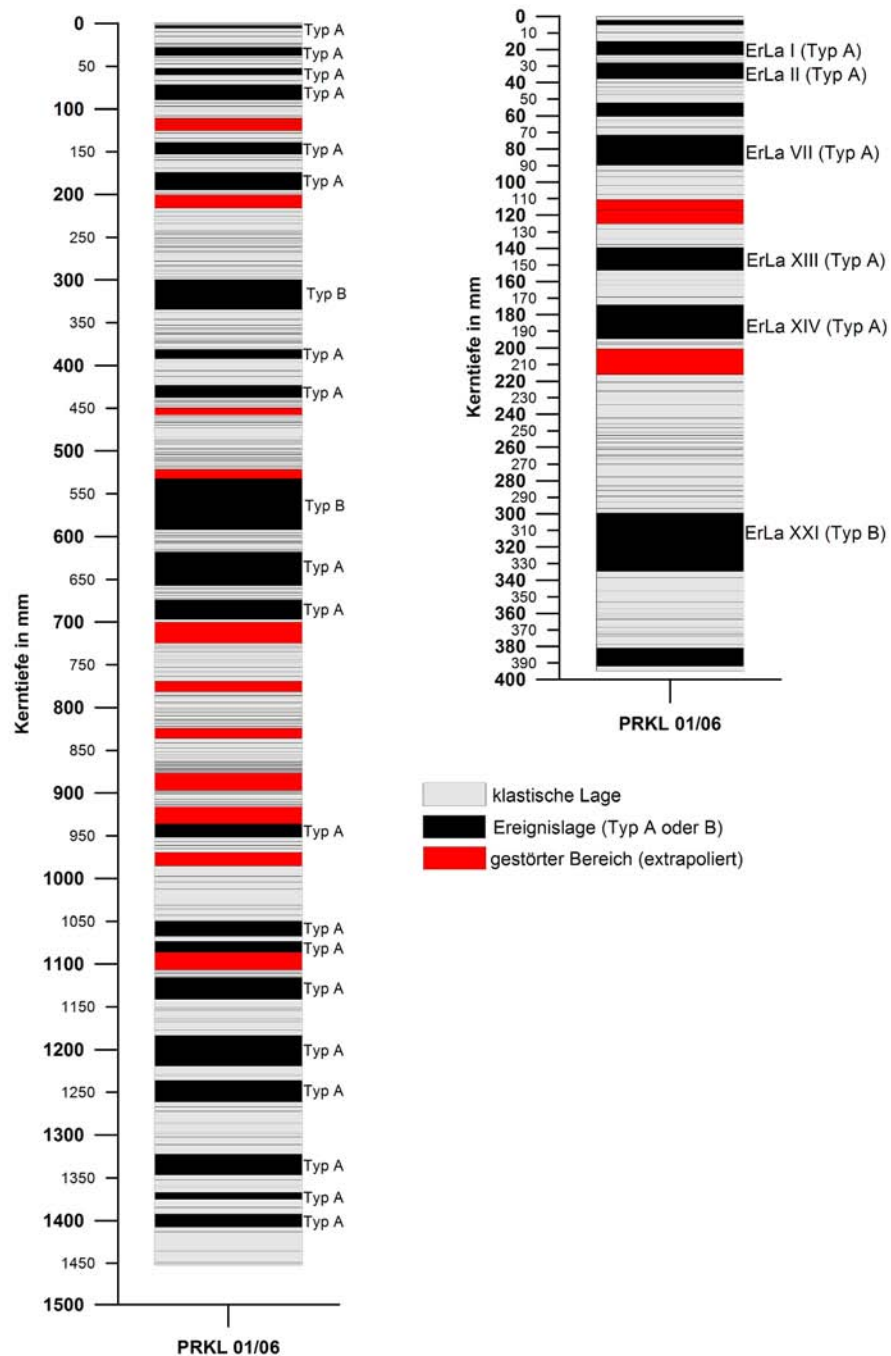 0
50
100
150
200
250
300
350
400
450
500
550
600
650
700
750
800
850
900
950
1000
1050
1100
1150
1200
1250
1300
1350
1400
1450
1500
Kerntiefe in mm
Typ A
Typ A
Typ A
Typ A
Typ A
Typ A
Typ B
Typ A
Typ A
Typ B
Typ A
Typ A
Typ A
Typ A
Typ A
Typ A
Typ A
Typ A
Typ A
Typ A
Typ A
PRKL 01/06
0
10
20
30
40
50
60
70
80
90
100
110
120
130
140
150
160
170
180
190
200
210
220
230
240
250
260
270
280
290
300
310
320
330
340
350
360
370
380
390
400
Kerntiefe in mm
ErLa I (Typ A)
ErLa II (Typ A)
ErLa VII (Typ A)
ErLa XIII (Typ A)
ErLa XIV (Typ A)
ErLa XXI (Typ B)
PRKL 01/06
klastische Lage
Ereignislage (Typ A oder B)
gestörter Bereich (extrapoliert)